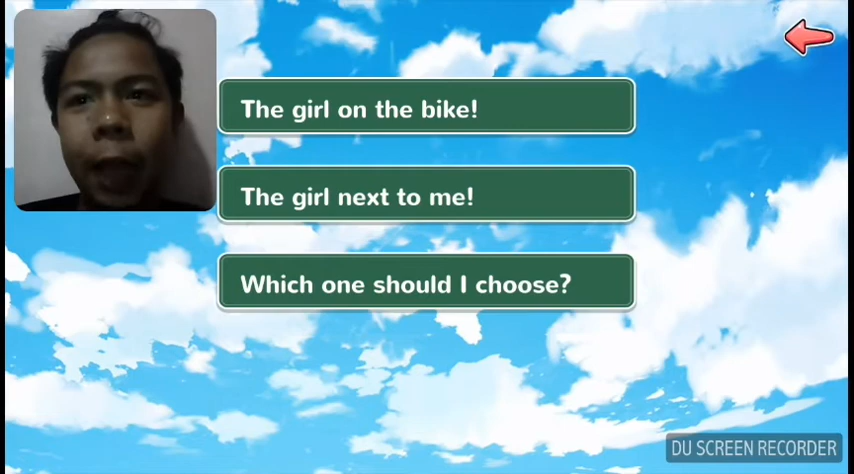 The girl on the bike!
The girl next to me!
Which one should I choose?
DU SCREEN RECORDER